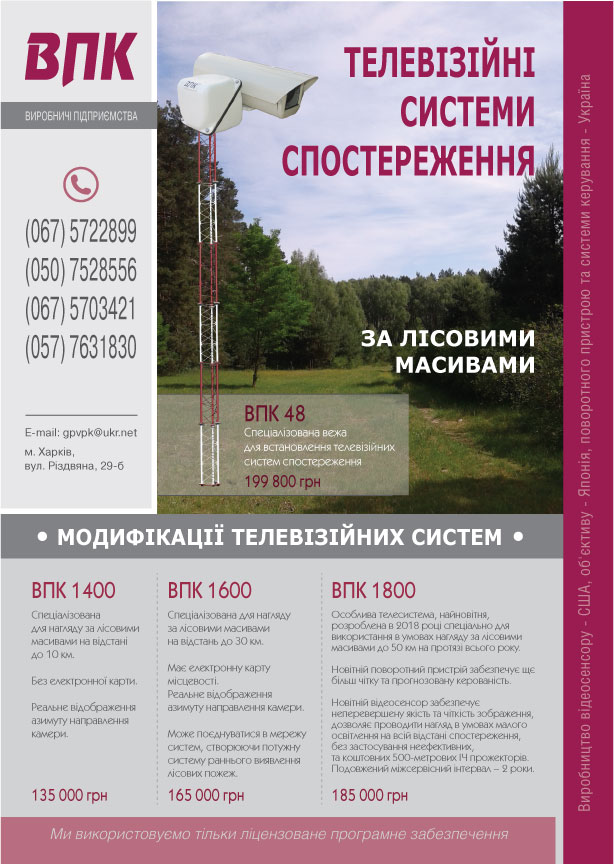 ВПК
ВИРОБНИЧІ ПІДПРИЄМСТВА
(067) 5722899
(050) 7528556
(067) 5703421
(057) 7631830
E-mail: gpvpk@ukr.net
м. Харків,
вул. Різдвяна, 29-б
ВПК
ТЕЛЕВІЗІЙНІ
СИСТЕМИ
СПОСТЕРЕЖЕННЯ
ЗА ЛІСОВИМИ
МАСИВАМИ
ВПК 48
Спеціалізована вежа
для встановлення телевізійних
систем спостереження
199 800 грн
Виробництво відеосенсору - США, об'єктиву - Японія, поворотного пристрою та системи керування - Україна
• МОДИФІКАЦІЇ ТЕЛЕВІЗІЙНИХ СИСТЕМ •
ВПК 1400
Спеціалізована
для нагляду за лісовими
масивами на відстані
до 10 км.
Без електронної карти.
Реальне відображення
азимуту направлення
камери.
135 000 грн
ВПК 1600
Спеціалізована для нагляду
за лісовими масивами
на відстань до 30 км.
Має електронну карту
місцевості.
Реальне відображення
азимуту направлення камери.
Може поєднуватися в мережу
систем, створюючи потужну
систему раннього виявлення
лісових пожеж.
165 000 грн
ВПК 1800
Особлива телесистема, найновітня,
розроблена в 2018 році спеціально для
використання в умовах нагляду за лісовими
масивами до 50 км на протязі всього року.
Новітній поворотний пристрій забезпечує ще
більш чітку та прогнозовану керованість.
Новітній відеосенсор забезпечує
неперевершену якість та чіткість зображення,
дозволяє проводити нагляд в умовах малого
освітлення на всій відстані спостереження,
без застосування неефективних,
та коштовних 500-метрових ІЧ прожекторів.
Подовжений міжсервісний інтервал – 2 роки.
185 000 грн
Ми використовуємо тільки ліцензоване програмне забезпечення